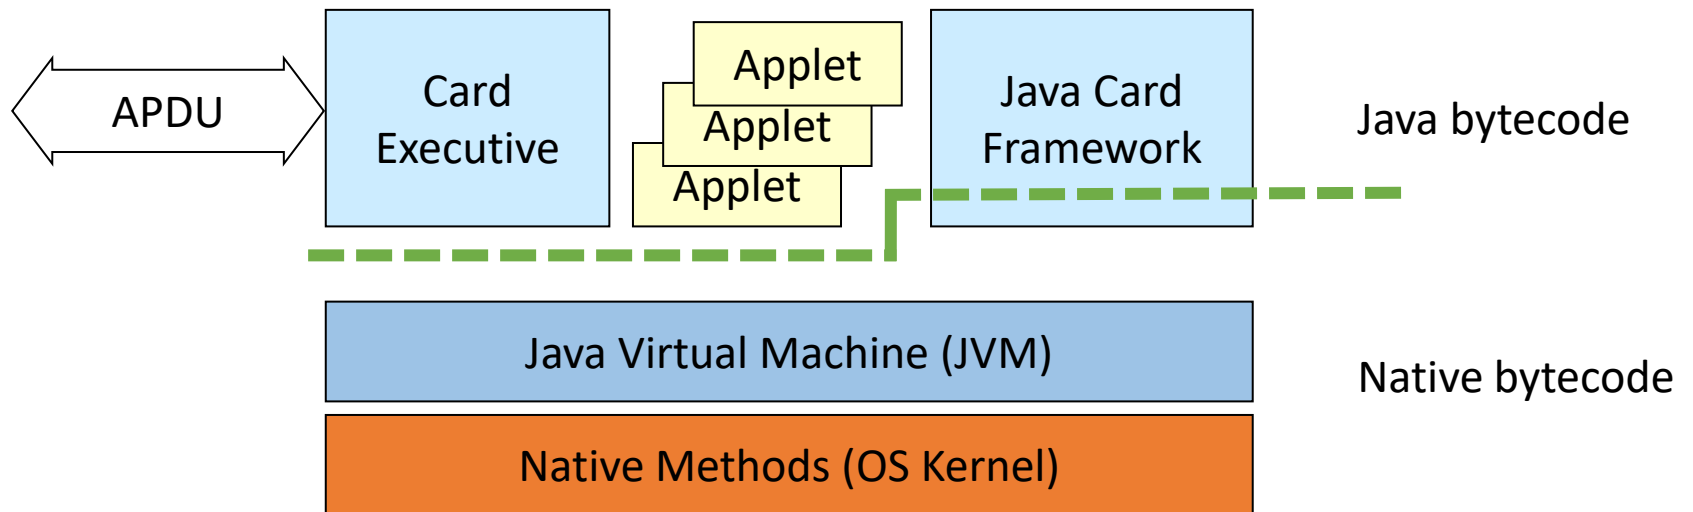 APDU
Card
Executive
Applet
Applet
Applet
Java Card
Framework
Java bytecode
Java Virtual Machine (JVM)
Native bytecode
Native Methods (OS Kernel)